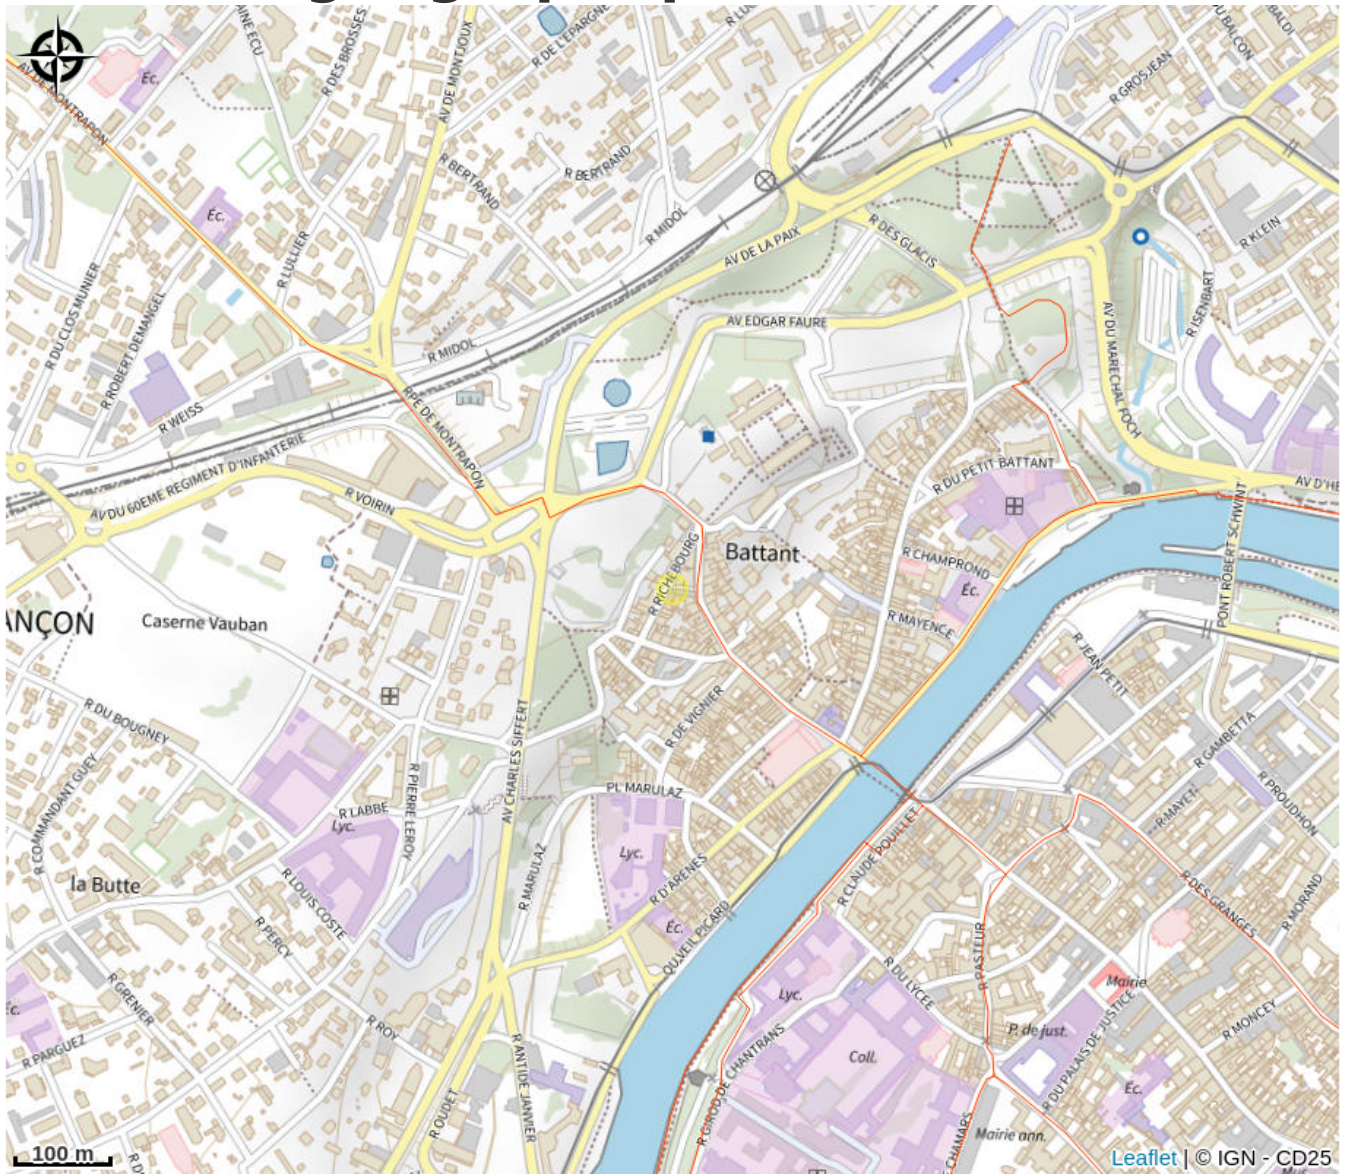 AV DE MONTRAPON
Éc.
R DES BROSSES
AV DE MONTJOUX
R DE L'EPARGNE
R GROSJEAN
R BERTRAND
R BERTRAND
Éc.
R LULLIER
R MIDOL
AV DE LA PAIX
R DES GLACIS
R KLEIN
R DU CLOS MUNIER
R ROBERT DEMANGEL
R MIDOL
AV EDGAR FAURE
R ISENBART
AV DU MARECHAL FOCH
R WEISS
RPE DE MONTRAPON
AV DU 60EME REGIMENT D'INFANTERIE
R VOIRIN
R DU PETIT BATTANT
AV D'HE
Battant
R RICHEBOURG
R CHAMPROND
Éc.
R MAYENCE
PONT ROBERT SCHWINT
ANÇON
Caserne Vauban
R JEAN PETIT
R DU BOUGNEY
R DE VIGNIER
AV CHARLES SIFFERT
R GAMBETTA
R PROUDHON
R COMMANDANT GUEY
R PIERRE LEROY
PL MARULAZ
R MAYET
R LABBE
Lyc.
Lyc.
R CLAUDE POUILLET
la Butte
R LOUIS COSTE
R MARULAZ
R D'ARENES
R DES GRANGES
R MORAND
R PERCY
Éc.
QU VEIL PICARD
R PASTEUR
R DU LYCEE
Mairie
Lyc.
R GRENIER
R ROY
P. de just.
R DU PALAIS DE JUSTICE
R MONCEY
R PARGUEZ
R ANTIDE JANVIER
R GIROD DE CHANTRANS
Coll.
Éc.
R OUDET
CHAMARS
Mairie ann.
100 m
Leaflet | © IGN - CD25